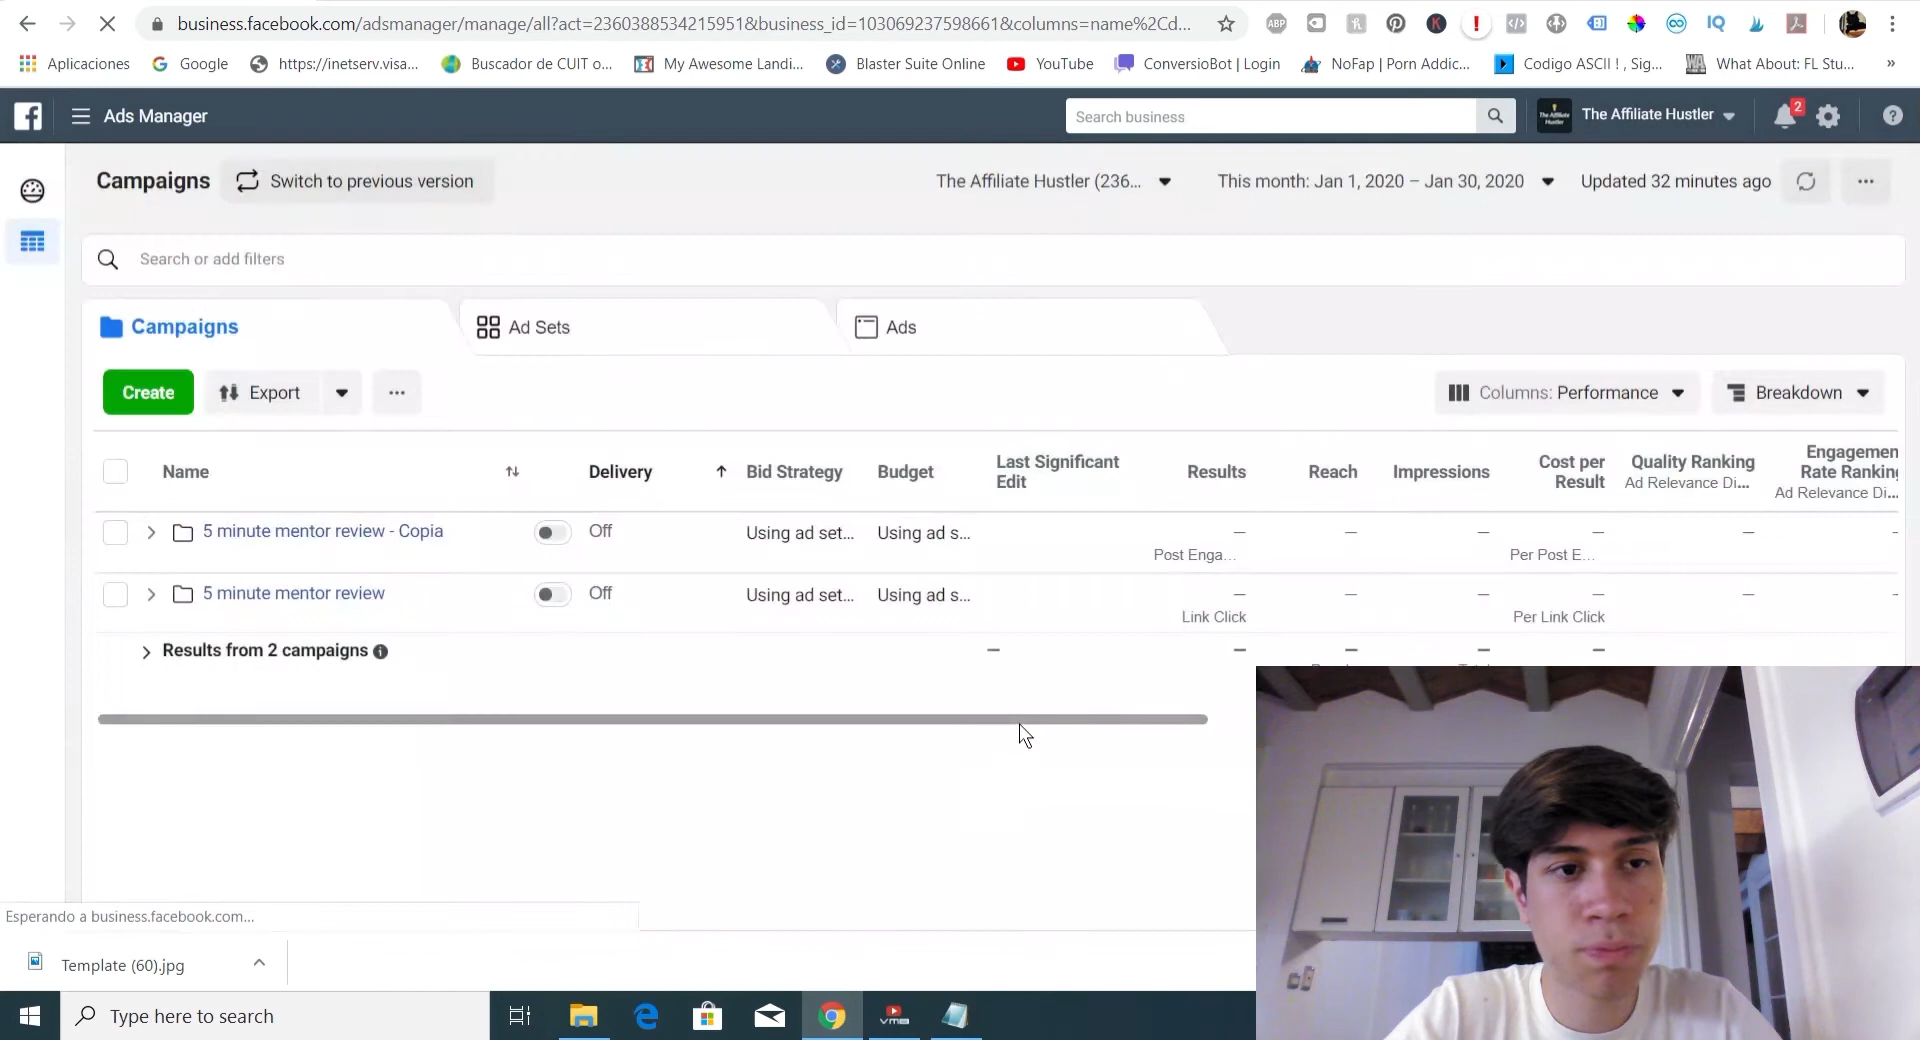 business.facebook.com/adsmanager/manage/all?act=2360388534215951&business_id=103069237598661&columns=name%2Cd...
ABP
IQ
Aplicaciones
Google
https://inetserv.visa...
Buscador de CUIT o...
My Awesome Landi...
Blaster Suite Online
YouTube
ConversioBot | Login
NoFap | Porn Addic...
Codigo ASCII ! , Sig...
What About: FL Stu...
»
Ads Manager
Search business
The Affiliate Hustler
2
Campaigns
Switch to previous version
The Affiliate Hustler (236...
This month: Jan 1, 2020 – Jan 30, 2020
Updated 32 minutes ago
Search or add filters
Campaigns
Ad Sets
Ads
Create
Export
Columns: Performance
Breakdown
Name
Delivery
Bid Strategy
Budget
Last Significant
Edit
Results
Reach
Impressions
Cost per
Result
Quality Ranking
Ad Relevance Di...
Engagemen
Rate Ranking
Ad Relevance Di...
5 minute mentor review - Copia
Off
Using ad set...
Using ad s...
—
—
—
—
—
Post Enga...
Per Post E...
5 minute mentor review
Off
Using ad set...
Using ad s...
—
—
—
—
—
Link Click
Per Link Click
Results from 2 campaigns
—
—
—
—
—
Esperando a business.facebook.com...
Template (60).jpg
Type here to search